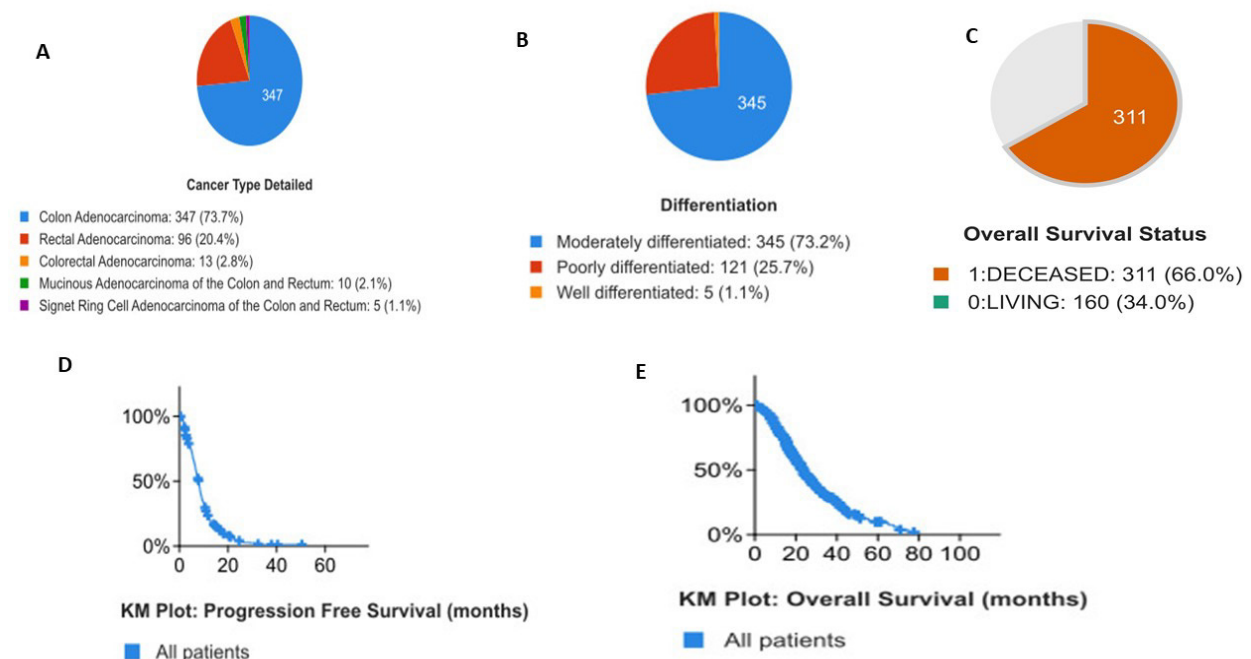 A
347
Cancer Type Detailed
Colon Adenocarcinoma: 347 (73.7%)
Rectal Adenocarcinoma: 96 (20.4%)
Colorectal Adenocarcinoma: 13 (2.8%)
Mucinous Adenocarcinoma of the Colon and Rectum: 10 (2.1%)
Signet Ring Cell Adenocarcinoma of the Colon and Rectum: 5 (1.1%)
B
345
Differentiation
Moderately differentiated: 345 (73.2%)
Poorly differentiated: 121 (25.7%)
Well differentiated: 5 (1.1%)
C
311
Overall Survival Status
1:DECEASED: 311 (66.0%)
0:LIVING: 160 (34.0%)
D
100%
50%
0%
0 20 40 60
KM Plot: Progression Free Survival (months)
All patients
E
100%
50%
0%
0 20 40 60 80 100
KM Plot: Overall Survival (months)
All patients